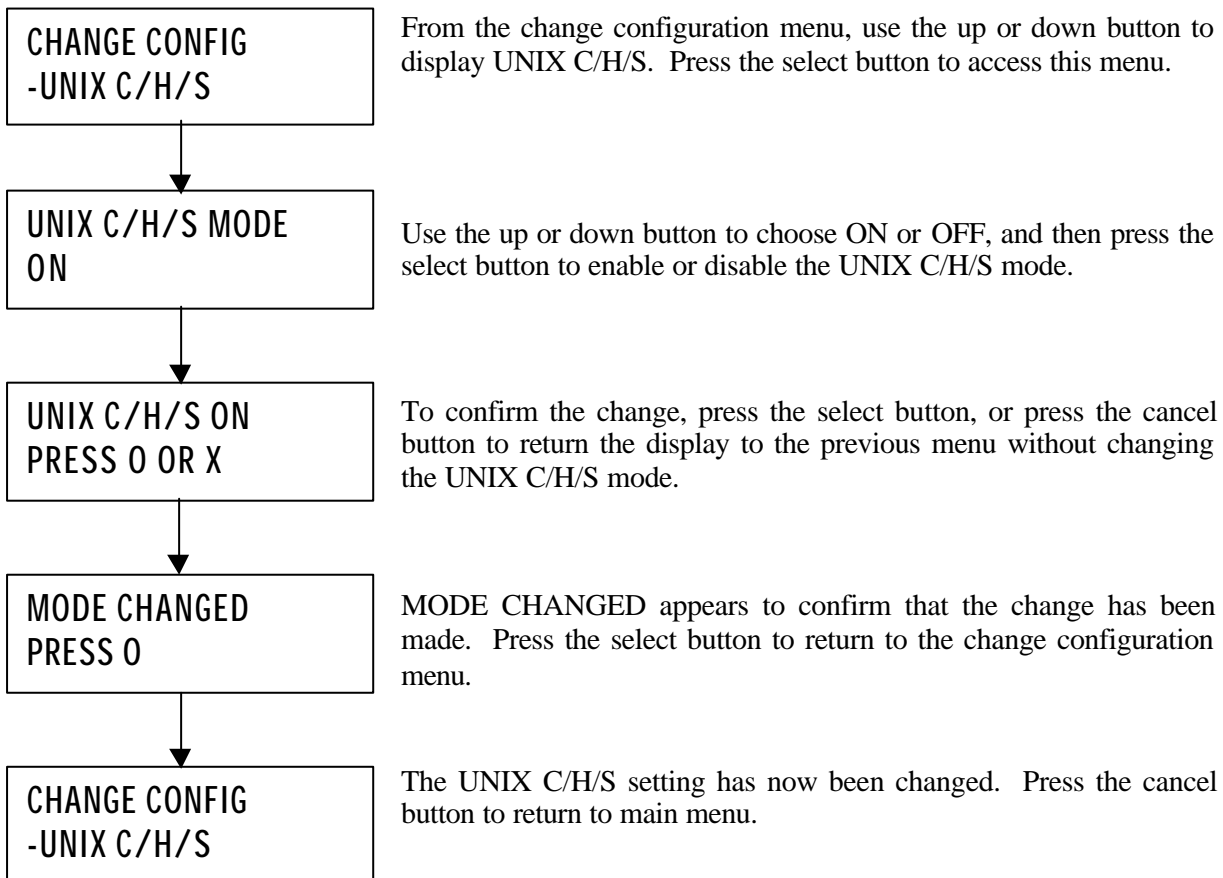 CHANGE CONFIG
-UNIX C/H/S
From the change configuration menu, use the up or down button to
display UNIX C/H/S. Press the select button to access this menu.
UNIX C/H/S MODE
ON
Use the up or down button to choose ON or OFF, and then press the
select button to enable or disable the UNIX C/H/S mode.
UNIX C/H/S ON
PRESS O OR X
To confirm the change, press the select button, or press the cancel
button to return the display to the previous menu without changing
the UNIX C/H/S mode.
MODE CHANGED
PRESS O
MODE CHANGED appears to confirm that the change has been
made. Press the select button to return to the change configuration
menu.
CHANGE CONFIG
-UNIX C/H/S
The UNIX C/H/S setting has now been changed. Press the cancel
button to return to main menu.